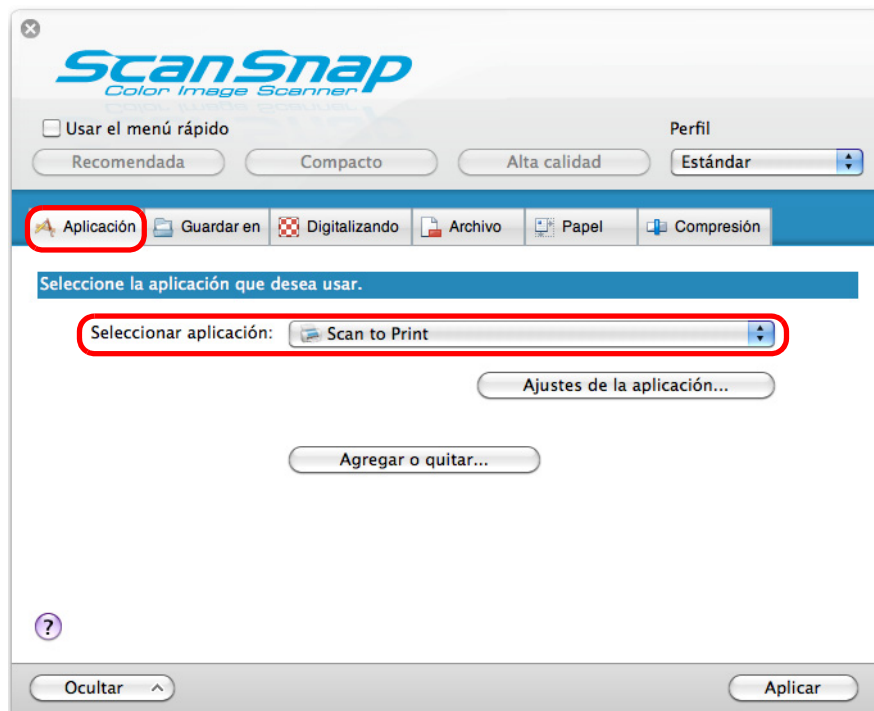 ScanSnap
Color Image Scanner
Usar el menú rápido
Perfil
Recomendada Compacto Alta calidad Estándar
Aplicación Guardar en Digitalizando Archivo Papel Compresión
Seleccione la aplicación que desea usar.
Seleccionar aplicación: Scan to Print
Ajustes de la aplicación...
Agregar o quitar...
?
Ocultar Aplicar